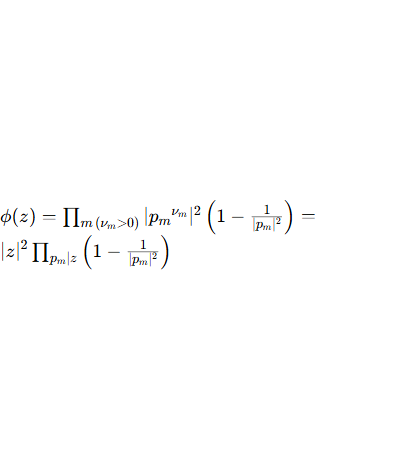 ϕ(z) = ∏_{m (ν_m>0)} |p_m^{ν_m}|² (1 − 1/|p_m|²) =
|z|² ∏_{p_m|z} (1 − 1/|p_m|²)